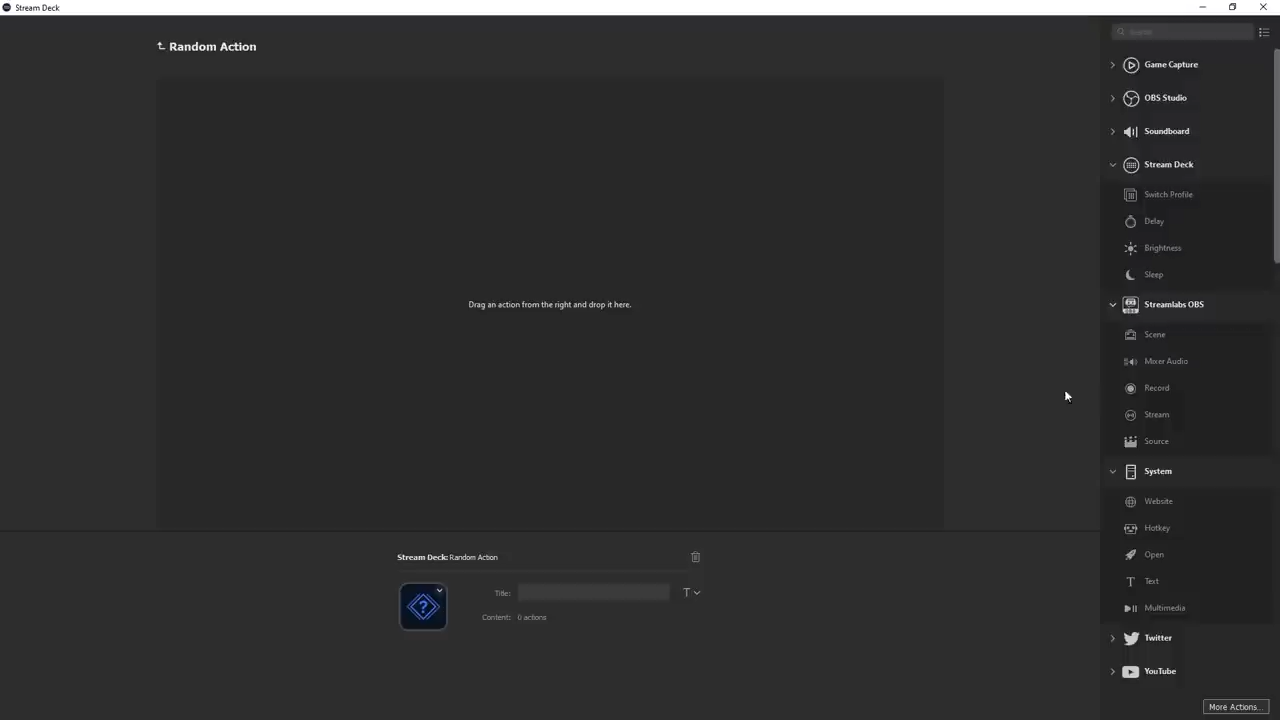 Stream Deck
Random Action
Search
Game Capture
OBS Studio
Soundboard
Stream Deck
Switch Profile
Delay
Brightness
Sleep
Drag an action from the right and drop it here.
Streamlabs OBS
Scene
Mixer Audio
Record
Stream
Source
System
Website
Hotkey
Open
Text
Multimedia
Twitter
YouTube
More Actions...
Stream Deck: Random Action
Title:
T
Content: 0 actions